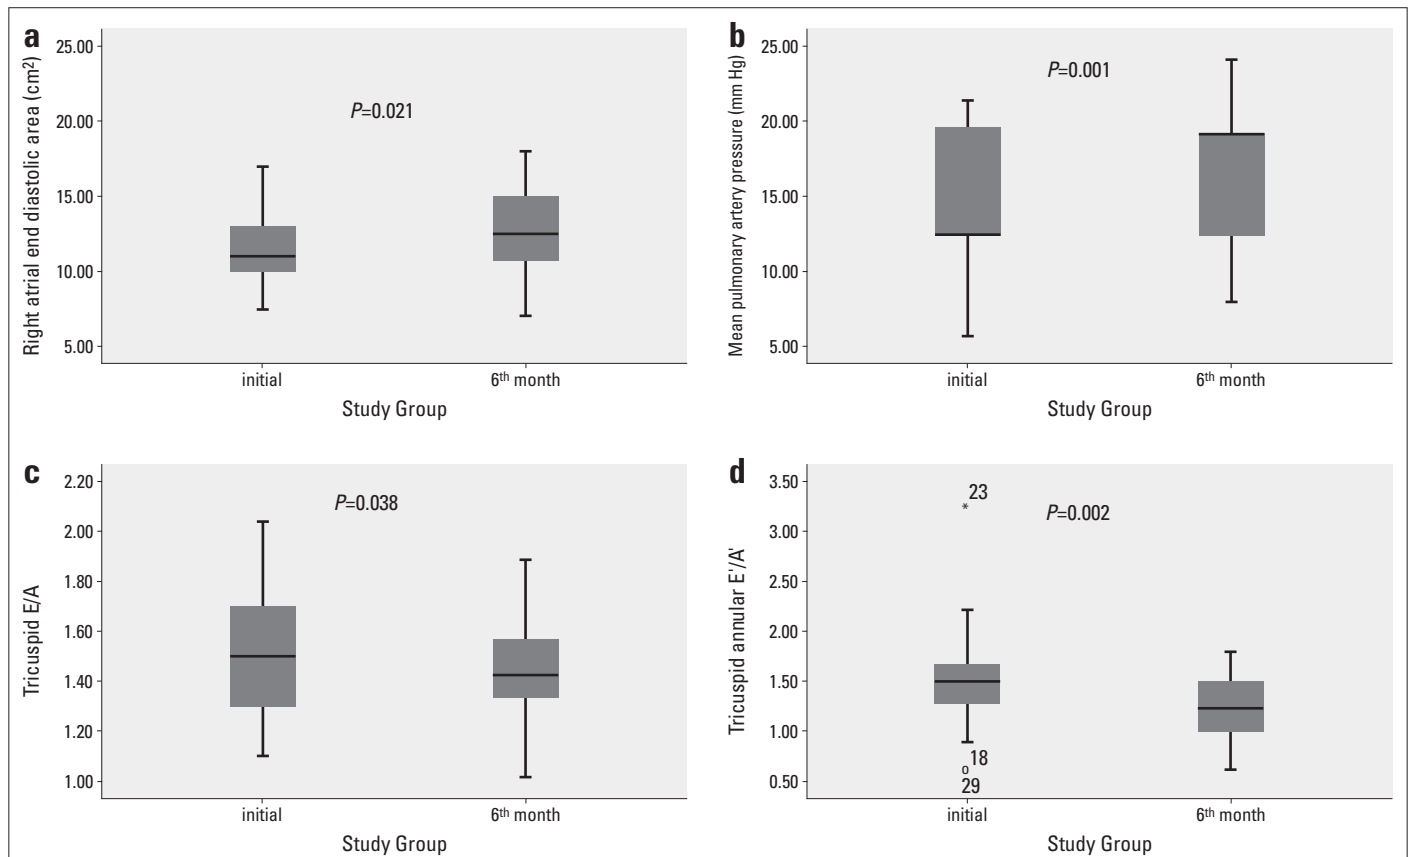 a
Right atrial end diastolic area (cm²)
25.00
20.00
15.00
10.00
5.00
P=0.021
initial
6th month
Study Group
b
Mean pulmonary artery pressure (mm Hg)
25.00
20.00
15.00
10.00
5.00
P=0.001
initial
6th month
Study Group
c
Tricuspid E/A
2.20
2.00
1.80
1.60
1.40
1.20
1.00
P=0.038
initial
6th month
Study Group
d
Tricuspid annular E'/A'
3.50
3.00
2.50
2.00
1.50
1.00
0.50
*23
P=0.002
18
29
initial
6th month
Study Group